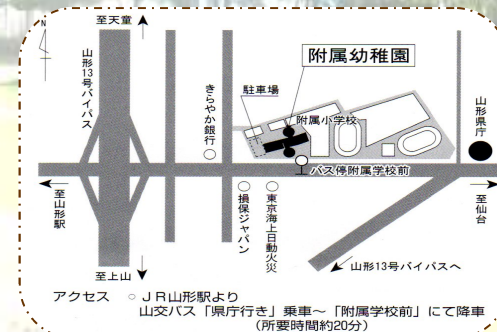 至天童
附属幼稚園
山形13号バイパス
きらやか銀行
駐車場
附属小学校
山形県庁
バス停附属学校前
至山形駅
損保ジャパン
東京海上日動火災
至仙台
至上山
山形13号バイパスへ
アクセス ○ JR山形駅より
山交バス「県庁行き」乗車～「附属学校前」にて降車
(所要時間約20分)